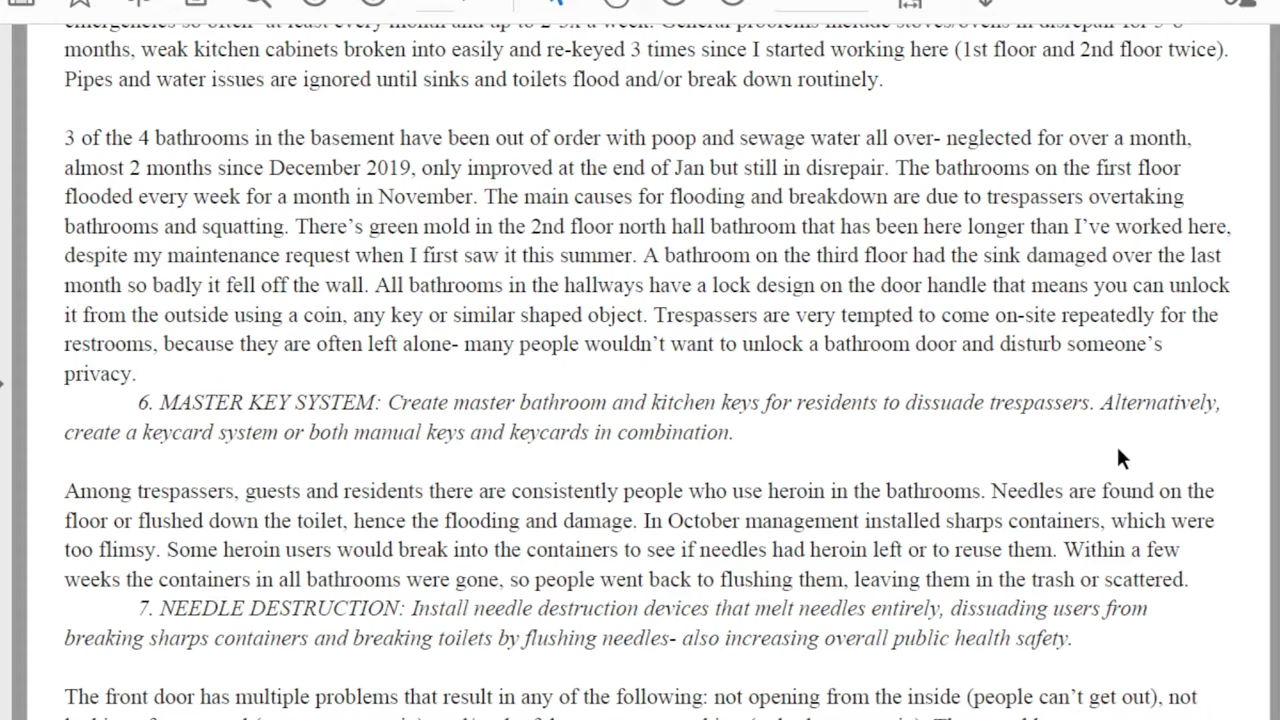 months, weak kitchen cabinets broken into easily and re-keyed 3 times since I started working here (1st floor and 2nd floor twice).
Pipes and water issues are ignored until sinks and toilets flood and/or break down routinely.
3 of the 4 bathrooms in the basement have been out of order with poop and sewage water all over- neglected for over a month,
almost 2 months since December 2019, only improved at the end of Jan but still in disrepair. The bathrooms on the first floor
flooded every week for a month in November. The main causes for flooding and breakdown are due to trespassers overtaking
bathrooms and squatting. There's green mold in the 2nd floor north hall bathroom that has been here longer than I've worked here,
despite my maintenance request when I first saw it this summer. A bathroom on the third floor had the sink damaged over the last
month so badly it fell off the wall. All bathrooms in the hallways have a lock design on the door handle that means you can unlock
it from the outside using a coin, any key or similar shaped object. Trespassers are very tempted to come on-site repeatedly for the
restrooms, because they are often left alone- many people wouldn't want to unlock a bathroom door and disturb someone's
privacy.
6. MASTER KEY SYSTEM: Create master bathroom and kitchen keys for residents to dissuade trespassers. Alternatively,
create a keycard system or both manual keys and keycards in combination.
Among trespassers, guests and residents there are consistently people who use heroin in the bathrooms. Needles are found on the
floor or flushed down the toilet, hence the flooding and damage. In October management installed sharps containers, which were
too flimsy. Some heroin users would break into the containers to see if needles had heroin left or to reuse them. Within a few
weeks the containers in all bathrooms were gone, so people went back to flushing them, leaving them in the trash or scattered.
7. NEEDLE DESTRUCTION: Install needle destruction devices that melt needles entirely, dissuading users from
breaking sharps containers and breaking toilets by flushing needles- also increasing overall public health safety.
The front door has multiple problems that result in any of the following: not opening from the inside (people can't get out), not